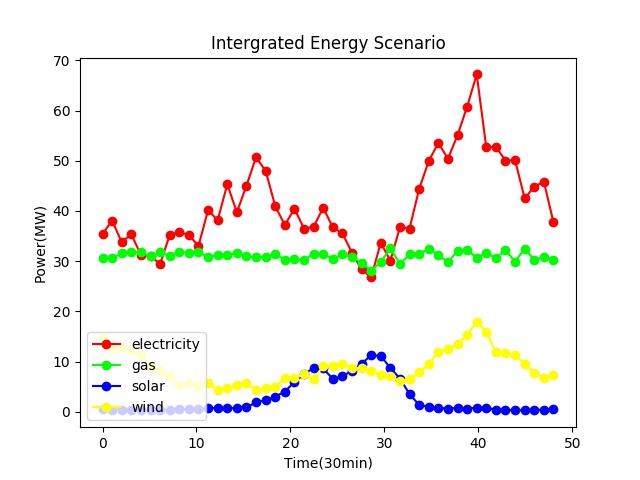 Intergrated Energy Scenario
Power(MW)
70
60
50
40
30
20
10
0
electricity
gas
solar
wind
0 10 20 30 40 50
Time(30min)